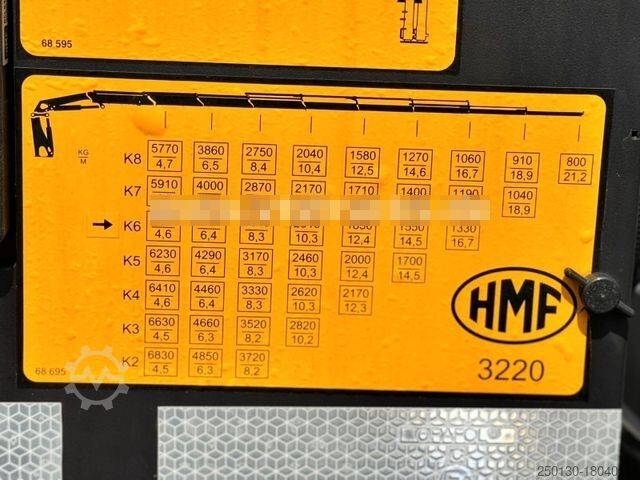 68 595
KG
M
K8 5770 3860 2750 2040 1580 1270 1060 910 800
4,7 6,5 8,4 10,4 12,5 14,6 16,7 18,9 21,2
K7 5910 4000 2870 2170 1710 1400 1190 1040
18,9
K6 1330
4,6 6,4 8,3 10,3 12,4 14,5 16,7
K5 6230 4290 3170 2460 2000 1700
4,6 6,4 8,3 10,3 12,4 14,5
K4 6410 4460 3330 2620 2170
4,6 6,4 8,3 10,3 12,3
K3 6630 4660 3520 2820
4,5 6,3 8,2 10,2
K2 6830 4850 3720
4,5 6,3 8,2
HMF
3220
68 695
ORAFOL
250130-18040